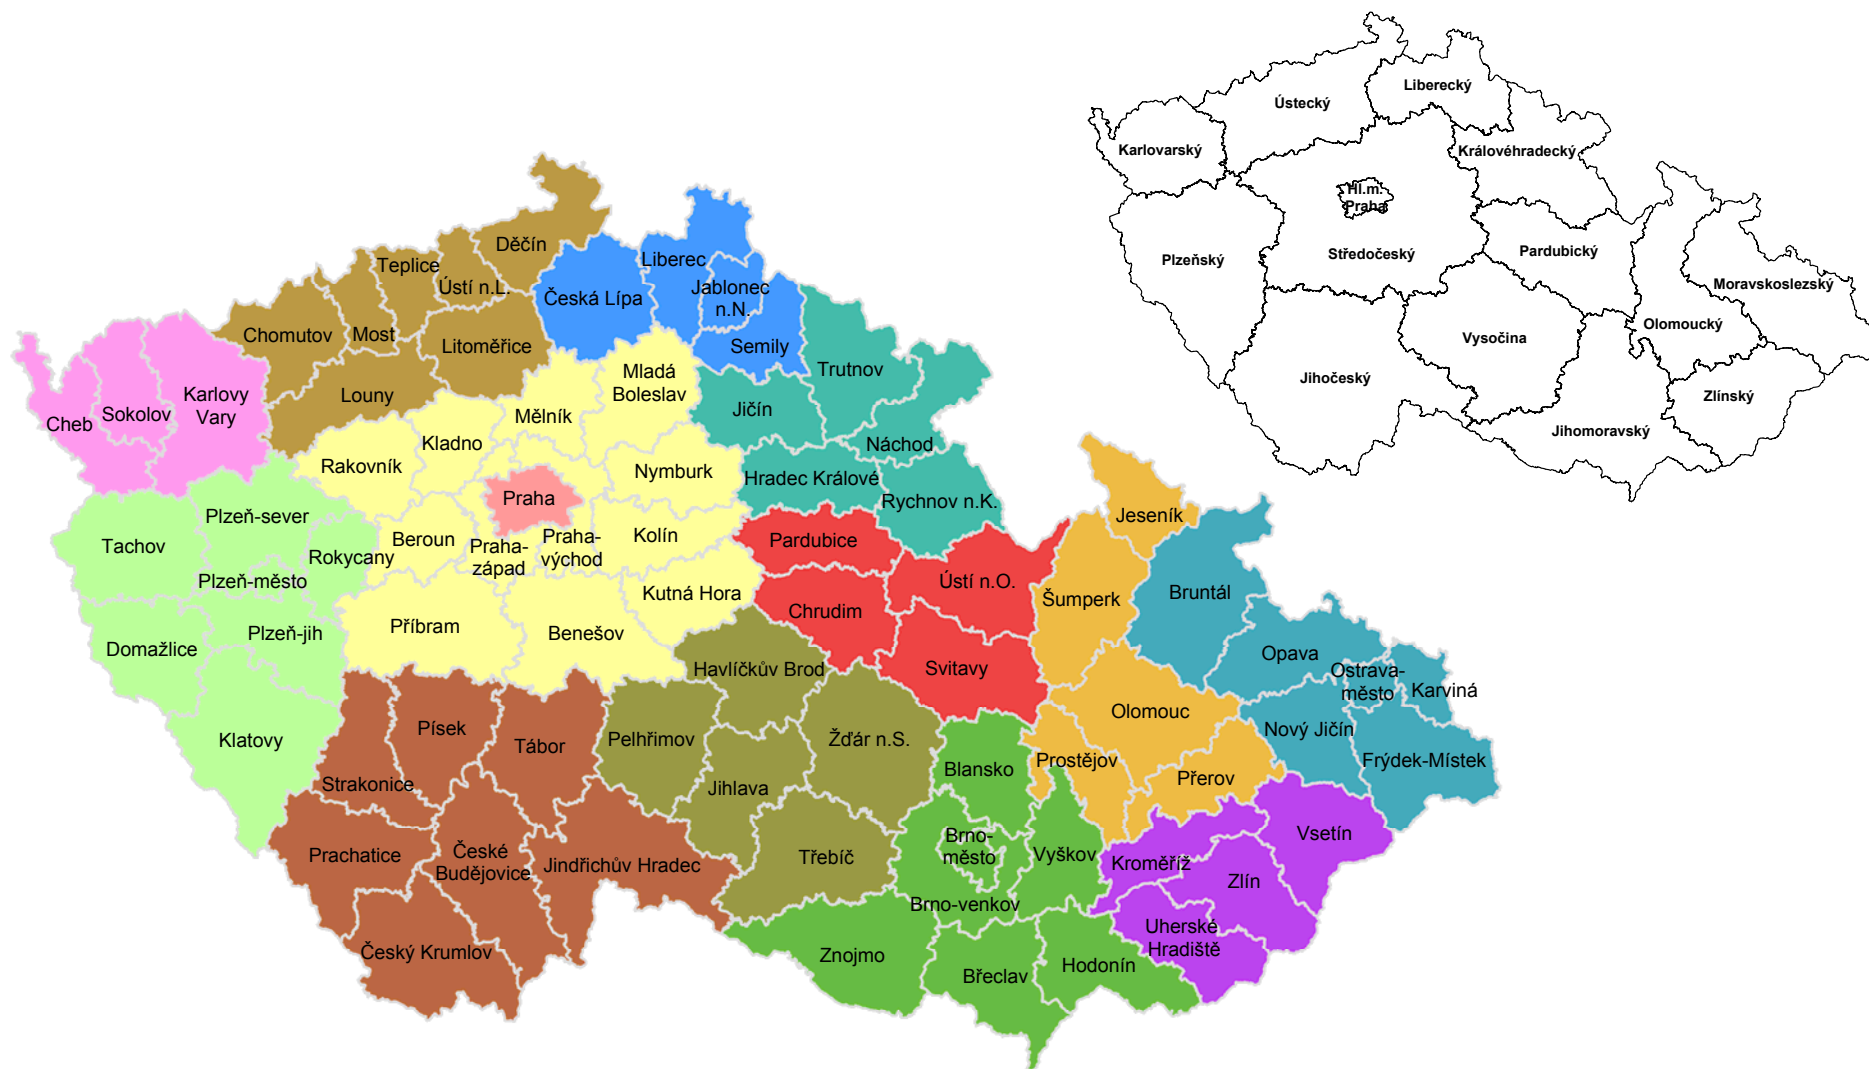 Děčín
Teplice
Ústí n.L.
Chomutov
Most
Litoměřice
Louny
Česká Lípa
Liberec
Jablonec
n.N.
Semily
Cheb
Sokolov
Karlovy
Vary
Trutnov
Jičín
Náchod
Hradec Králové
Rychnov n.K.
Mladá
Boleslav
Mělník
Kladno
Rakovník
Nymburk
Praha
Beroun
Praha-
západ
Praha-
východ
Kolín
Kutná Hora
Příbram
Benešov
Plzeň-sever
Tachov
Rokycany
Plzeň-město
Plzeň-jih
Domažlice
Klatovy
Pardubice
Chrudim
Ústí n.O.
Svitavy
Jeseník
Šumperk
Olomouc
Prostějov
Přerov
Bruntál
Opava
Ostrava-
město
Karviná
Nový Jičín
Frýdek-Místek
Havlíčkův Brod
Pelhřimov
Jihlava
Žďár n.S.
Třebíč
Písek
Tábor
Strakonice
Prachatice
České
Budějovice
Jindřichův Hradec
Český Krumlov
Blansko
Brno-
město
Vyškov
Brno-venkov
Znojmo
Břeclav
Hodonín
Kroměříž
Vsetín
Zlín
Uherské
Hradiště
Ústecký
Liberecký
Karlovarský
Královéhradecký
Hl.m.
Praha
Plzeňský
Středočeský
Pardubický
Moravskoslezský
Olomoucký
Vysočina
Jihočeský
Zlínský
Jihomoravský